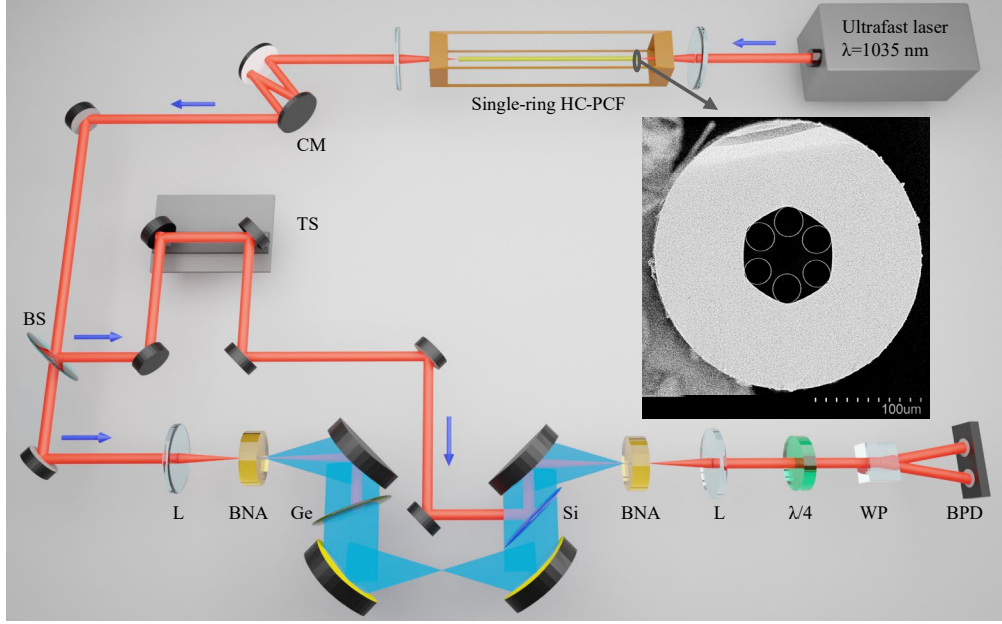 Ultrafast laser
λ=1035 nm
Single-ring HC-PCF
CM
TS
BS
100um
L
BNA
Ge
Si
BNA
L
λ/4
WP
BPD